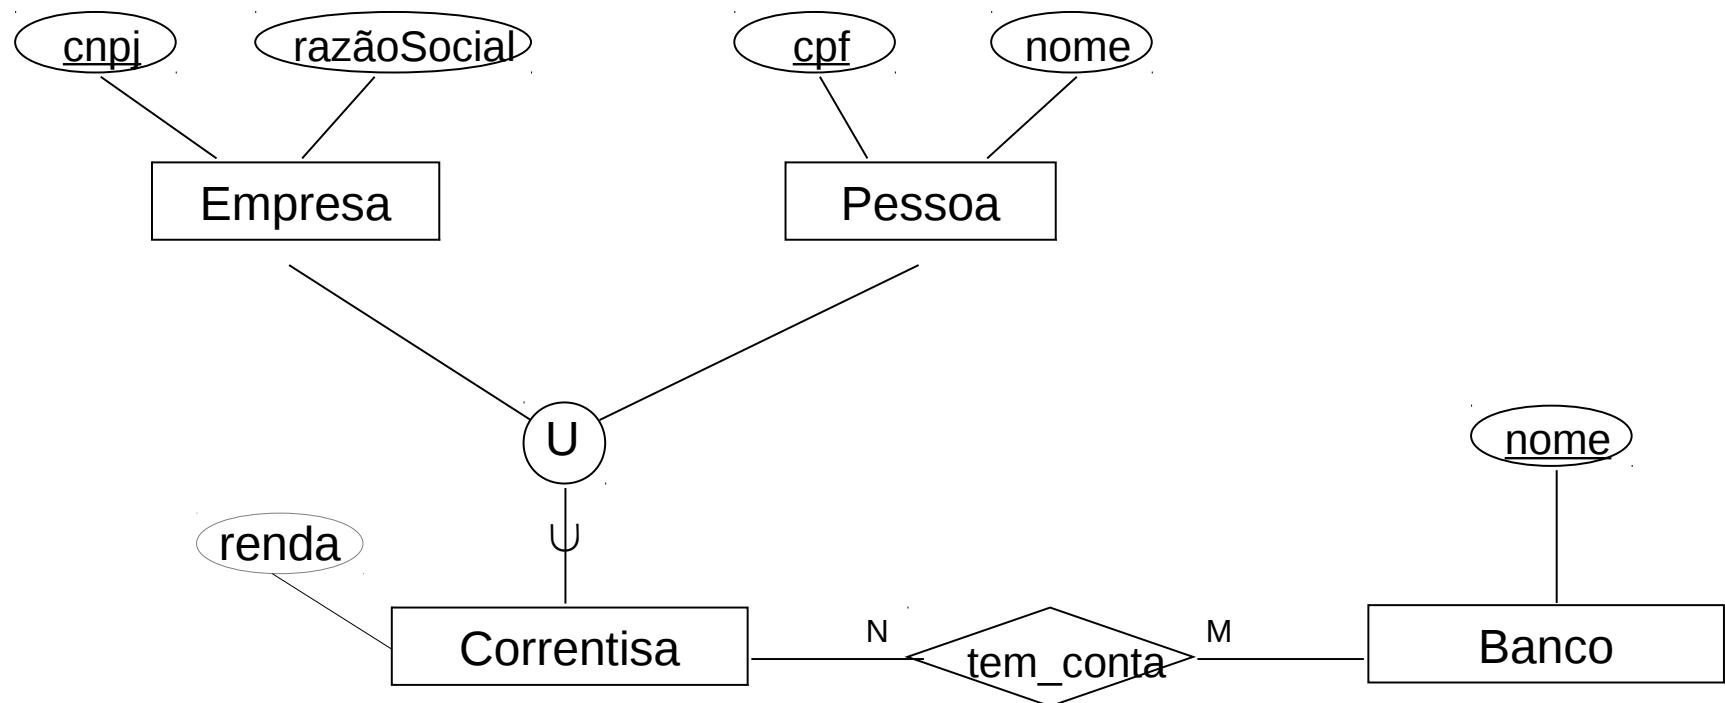 cnpj
razãoSocial
cpf
nome
Empresa
Pessoa
U
nome
renda
N
M
Correntisa
tem_conta
Banco